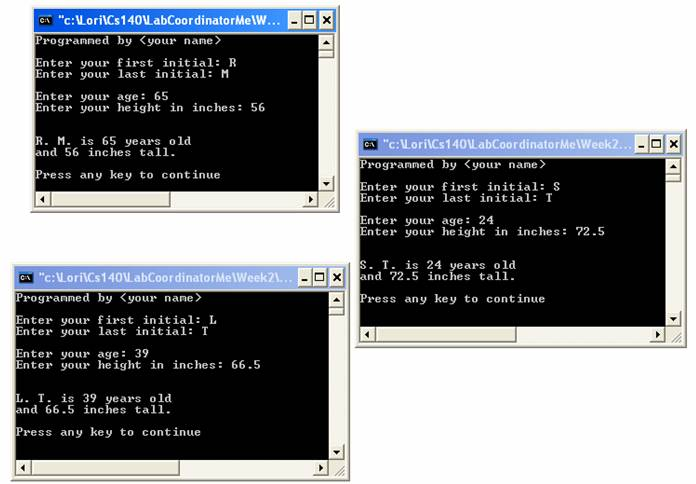 "c:\Lori\Cs140\LabCoordinatorMe\W...
Programmed by <your name>
Enter your first initial: R
Enter your last initial: M
Enter your age: 65
Enter your height in inches: 56
R. M. is 65 years old
and 56 inches tall.
Press any key to continue
"c:\Lori\Cs140\LabCoordinatorMe\Week2...
Programmed by <your name>
Enter your first initial: S
Enter your last initial: T
Enter your age: 24
Enter your height in inches: 72.5
S. T. is 24 years old
and 72.5 inches tall.
Press any key to continue
"c:\Lori\Cs140\LabCoordinatorMe\Week2\...
Programmed by <your name>
Enter your first initial: L
Enter your last initial: T
Enter your age: 39
Enter your height in inches: 66.5
L. T. is 39 years old
and 66.5 inches tall.
Press any key to continue